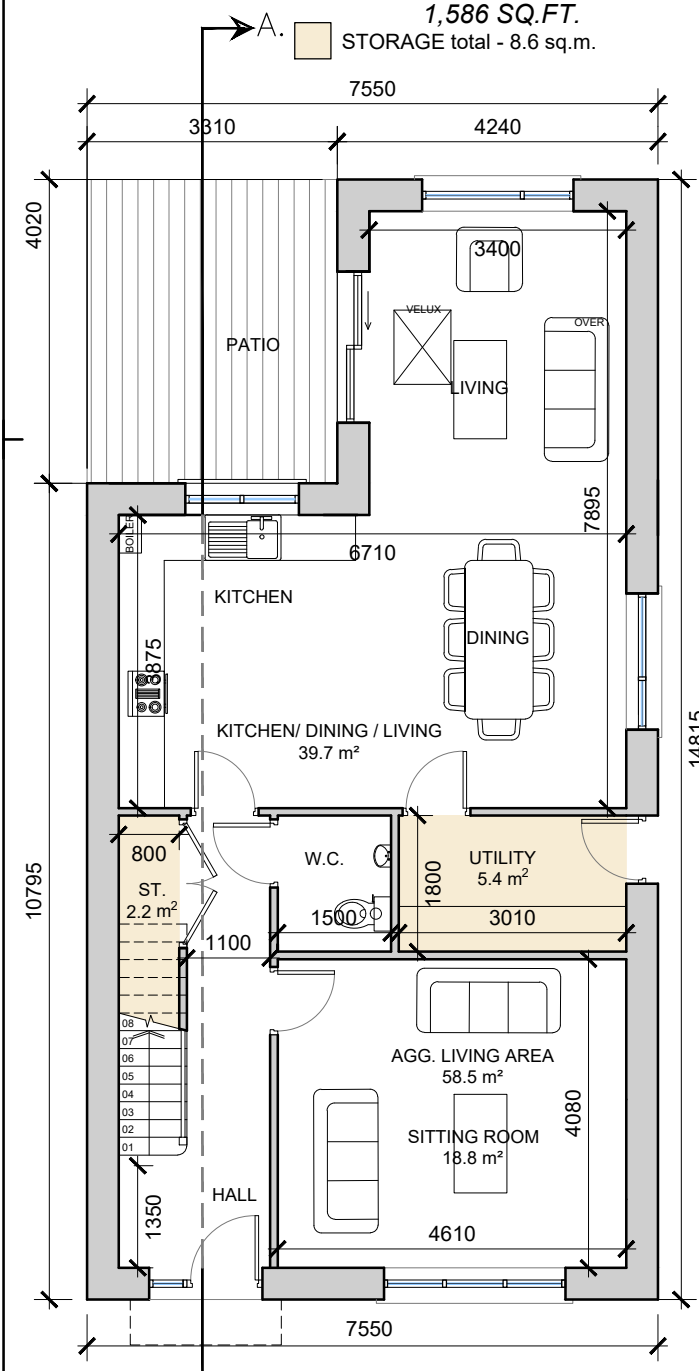 1,586 SQ.FT.
A.
STORAGE total - 8.6 sq.m.
7550
3310
4240
4020
3400
VELUX
OVER
PATIO
LIVING
7895
BOILER
6710
KITCHEN
DINING
3875
KITCHEN/ DINING / LIVING
39.7 m²
14815
10795
800
W.C.
UTILITY
5.4 m²
1800
ST.
2.2 m²
1500
3010
1100
08
07
06
05
04
03
02
01
AGG. LIVING AREA
58.5 m²
4080
SITTING ROOM
18.8 m²
HALL
1350
4610
7550